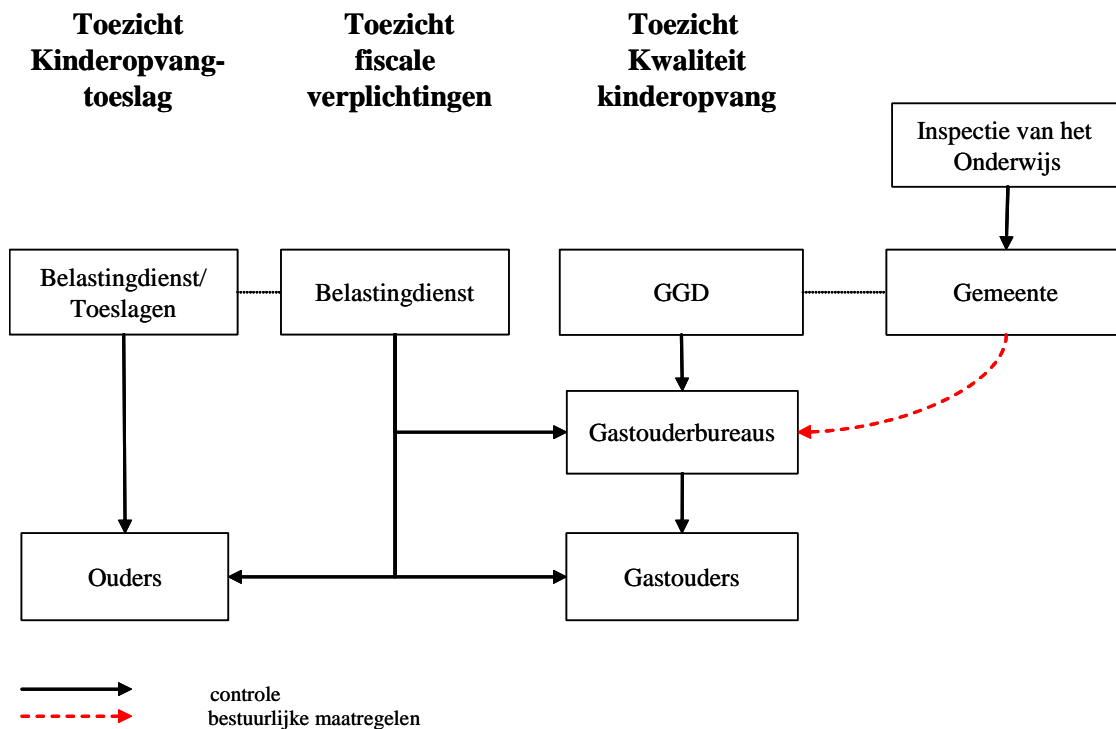 Toezicht
Kinderopvang-
toeslag
Toezicht
fiscale
verplichtingen
Toezicht
Kwaliteit
kinderopvang
Inspectie van het
Onderwijs
Belastingdienst/
Toeslagen
Belastingdienst
GGD
Gemeente
Gastouderbureaus
Ouders
Gastouders
controle
bestuurlijke maatregelen